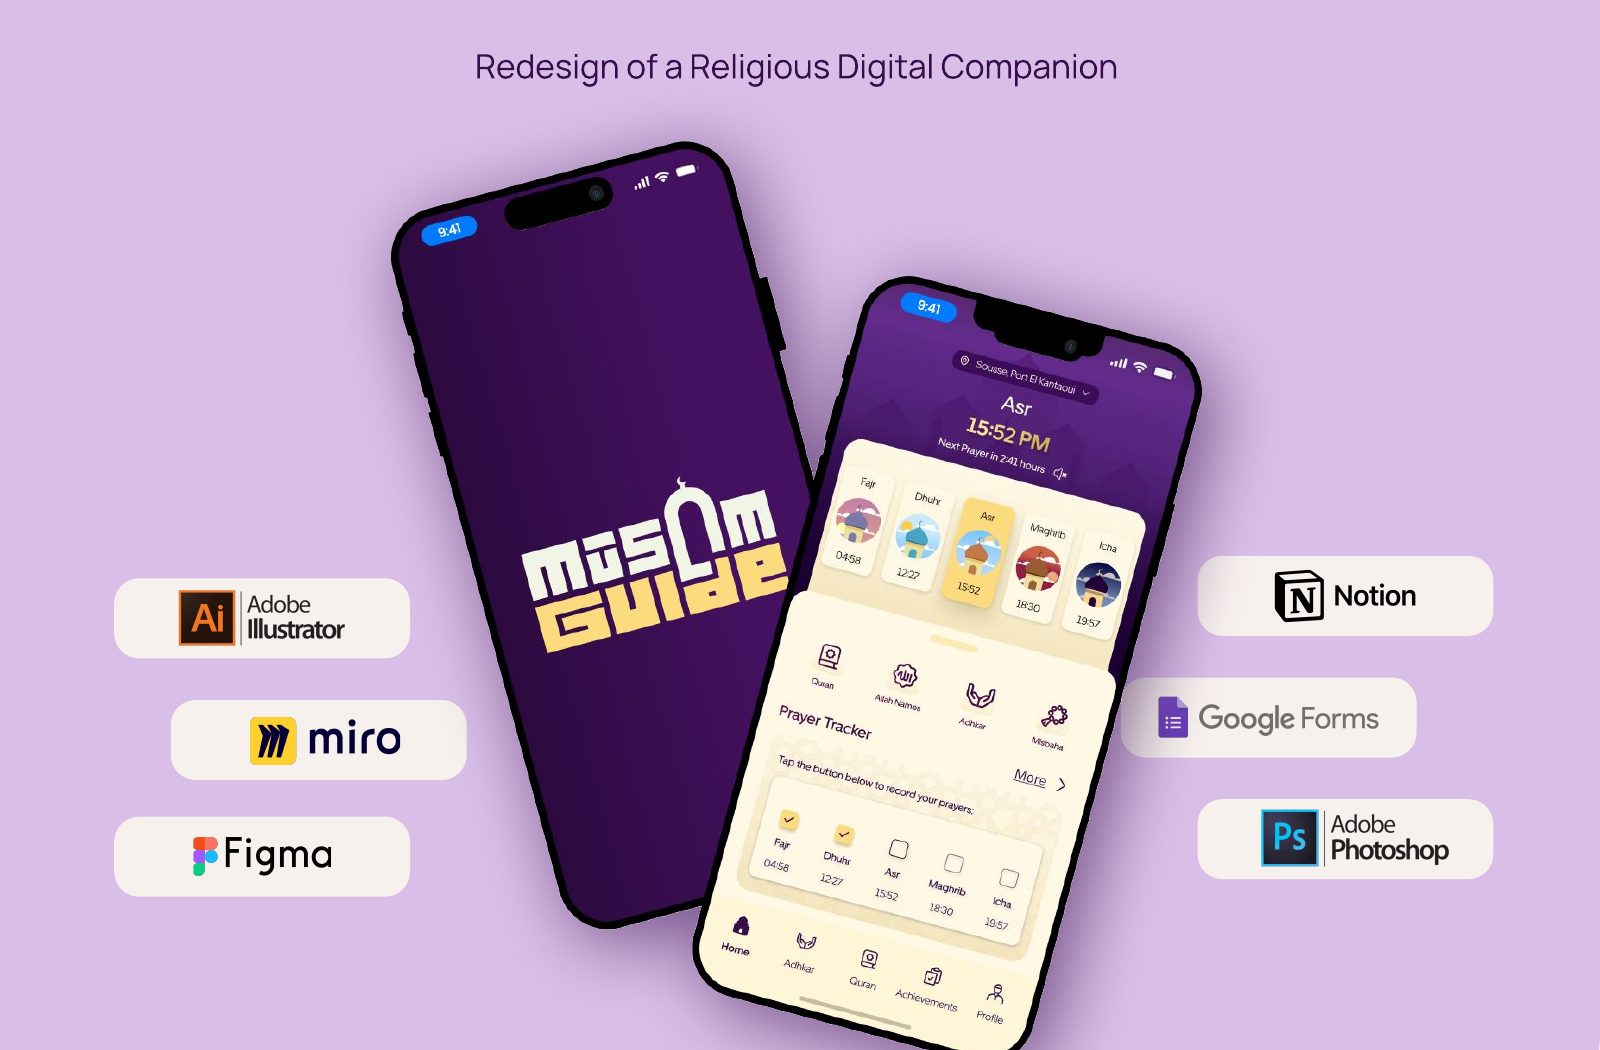 Redesign of a Religious Digital Companion
9:41
MUSLIM
GUIDE
9:41
Sousse, Port El Kantaoui
Asr
15:52 PM
Next Prayer in 2:41 hours
Fajr
04:58
Dhuhr
12:27
Asr
15:52
Maghrib
18:30
Icha
19:57
Quran
الله
Allah Names
Adhkar
Misbaha
Prayer Tracker
More
Tap the button below to record your prayers:
Fajr
04:58
Dhuhr
12:27
Asr
15:52
Maghrib
18:30
Icha
19:57
Home
Adhkar
Quran
Achievements
Profile
Ai
Adobe
Illustrator
miro
Figma
N
Notion
Google Forms
Ps
Adobe
Photoshop